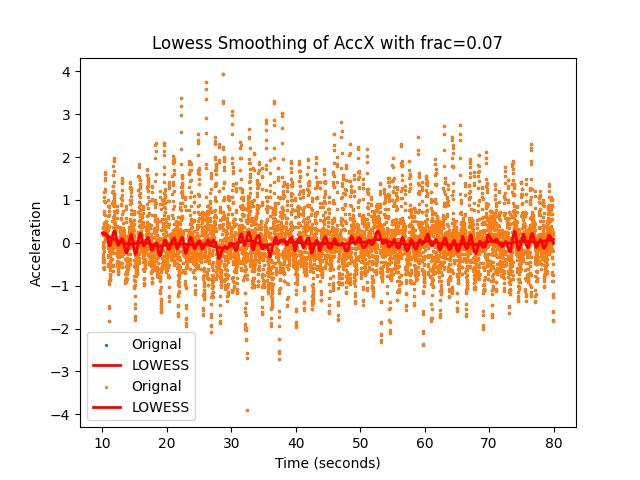 Lowess Smoothing of AccX with frac=0.07
4
3
2
1
0
−1
−2
−3
−4
Acceleration
Orignal
LOWESS
Orignal
LOWESS
10 20 30 40 50 60 70 80
Time (seconds)